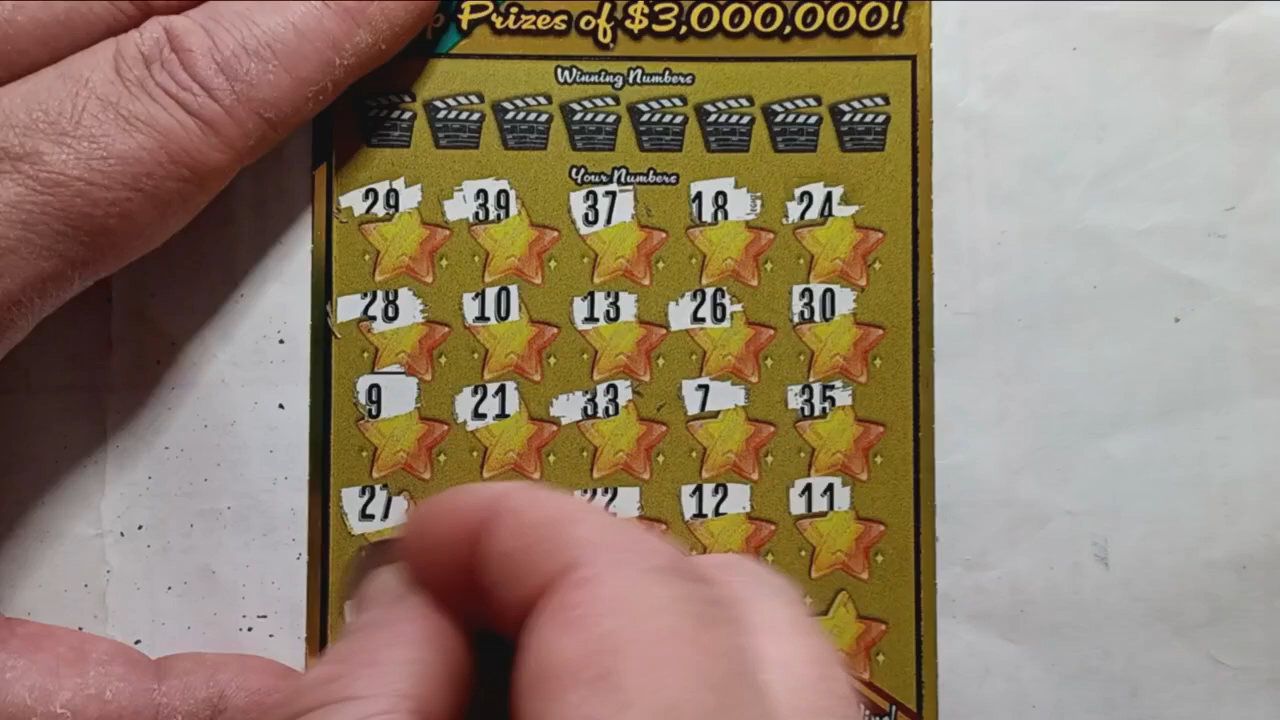 Prizes of $3,000,000!
Winning Numbers
Your Numbers
29 39 37 18 24
28 10 13 26 30
9 21 33 7 35
27 22 12 11